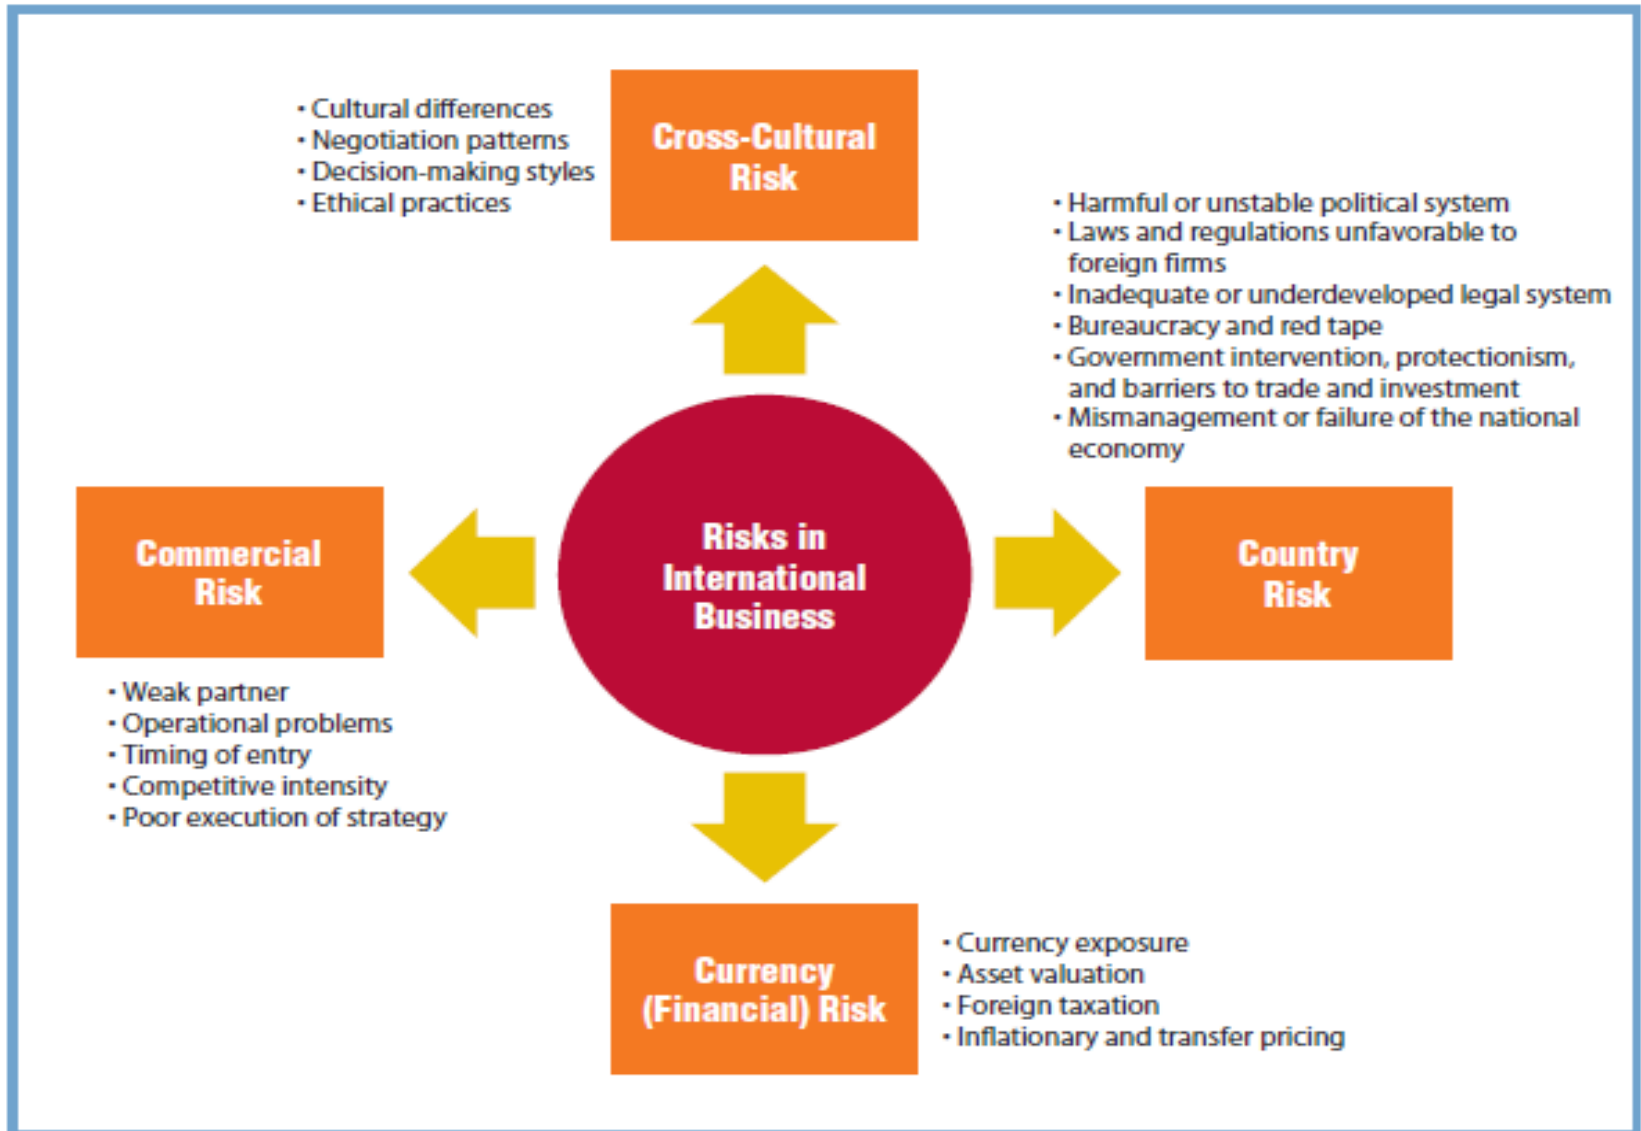 Cross-Cultural
Risk
• Cultural differences
• Negotiation patterns
• Decision-making styles
• Ethical practices
• Harmful or unstable political system
• Laws and regulations unfavorable to
foreign firms
• Inadequate or underdeveloped legal system
• Bureaucracy and red tape
• Government intervention, protectionism,
and barriers to trade and investment
• Mismanagement or failure of the national
economy
Country
Risk
Risks in
International
Business
Commercial
Risk
• Weak partner
• Operational problems
• Timing of entry
• Competitive intensity
• Poor execution of strategy
Currency
(Financial) Risk
• Currency exposure
• Asset valuation
• Foreign taxation
• Inflationary and transfer pricing